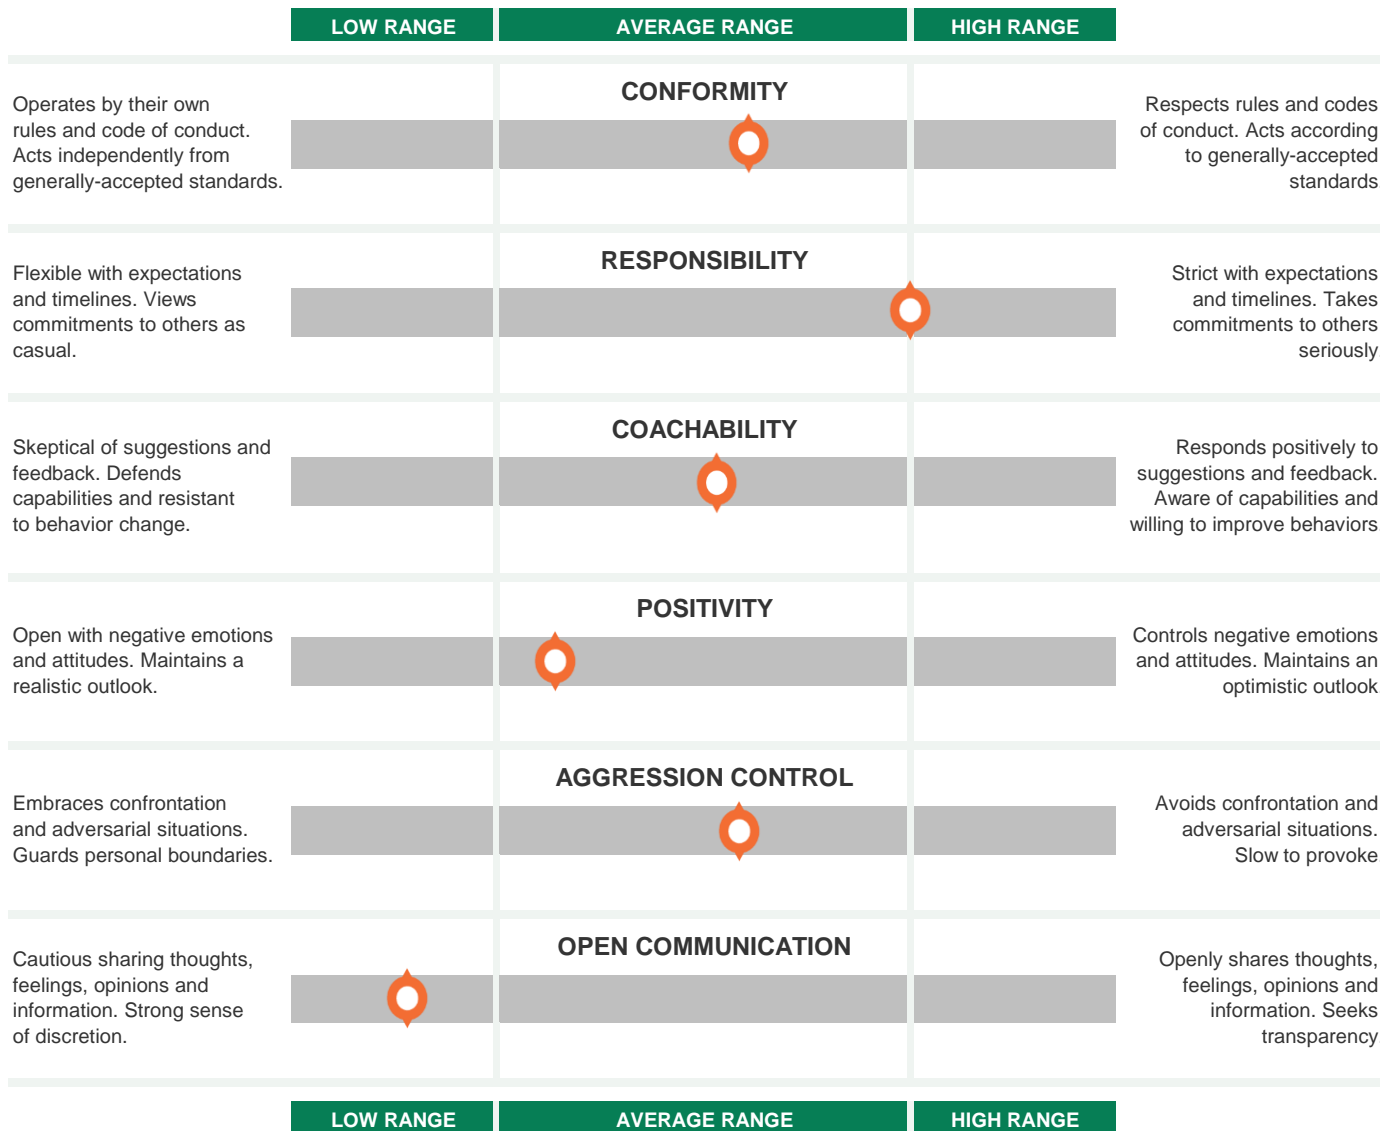 LOW RANGE AVERAGE RANGE HIGH RANGE
CONFORMITY
Operates by their own
rules and code of conduct.
Acts independently from
generally-accepted standards.
Respects rules and codes
of conduct. Acts according
to generally-accepted
standards
RESPONSIBILITY
Flexible with expectations
and timelines. Views
commitments to others as
casual.
Strict with expectations
and timelines. Takes
commitments to others
seriously
COACHABILITY
Skeptical of suggestions and
feedback. Defends
capabilities and resistant
to behavior change.
Responds positively to
suggestions and feedback.
Aware of capabilities and
willing to improve behaviors
POSITIVITY
Open with negative emotions
and attitudes. Maintains a
realistic outlook.
Controls negative emotions
and attitudes. Maintains an
optimistic outlook
AGGRESSION CONTROL
Embraces confrontation
and adversarial situations.
Guards personal boundaries.
Avoids confrontation and
adversarial situations.
Slow to provoke
OPEN COMMUNICATION
Cautious sharing thoughts,
feelings, opinions and
information. Strong sense
of discretion.
Openly shares thoughts,
feelings, opinions and
information. Seeks
transparency
LOW RANGE AVERAGE RANGE HIGH RANGE